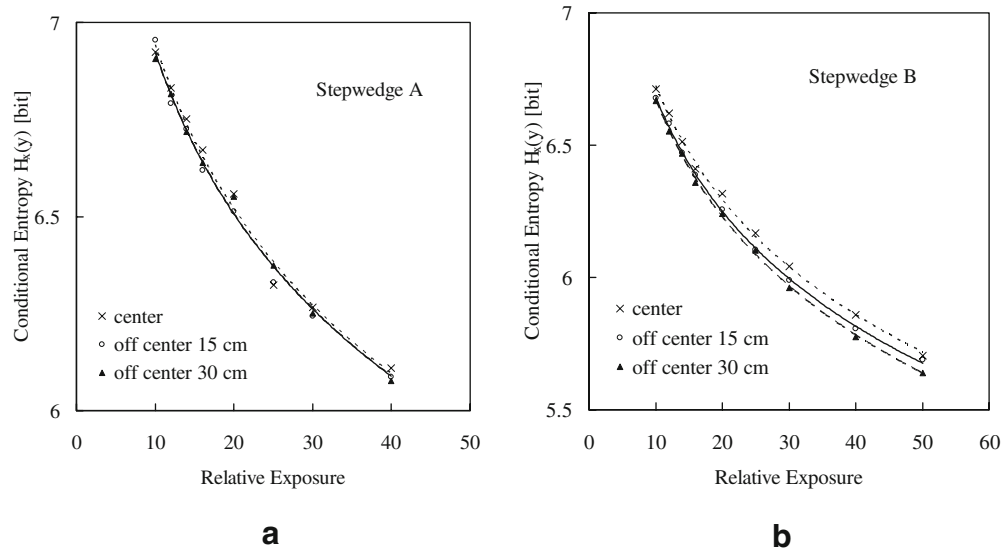 7
6.5
6
Conditional Entropy Hx(y) [bit]
Stepwedge A
× center
○ off center 15 cm
▲ off center 30 cm
0 10 20 30 40 50
Relative Exposure
a
7
6.5
6
5.5
Conditional Entropy Hx(y) [bit]
Stepwedge B
× center
○ off center 15 cm
▲ off center 30 cm
0 10 20 30 40 50 60
Relative Exposure
b